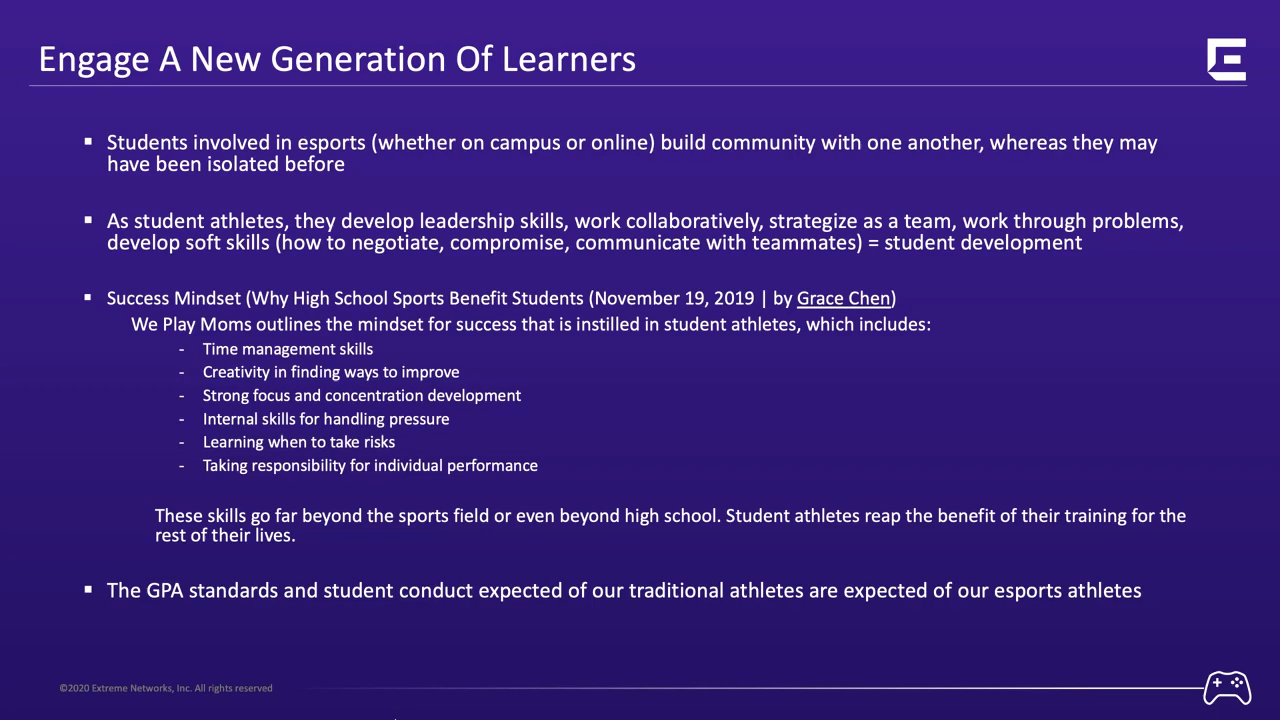 Engage A New Generation Of Learners
▪ Students involved in esports (whether on campus or online) build community with one another, whereas they may
have been isolated before
▪ As student athletes, they develop leadership skills, work collaboratively, strategize as a team, work through problems,
develop soft skills (how to negotiate, compromise, communicate with teammates) = student development
▪ Success Mindset (Why High School Sports Benefit Students (November 19, 2019 | by Grace Chen)
We Play Moms outlines the mindset for success that is instilled in student athletes, which includes:
- Time management skills
- Creativity in finding ways to improve
- Strong focus and concentration development
- Internal skills for handling pressure
- Learning when to take risks
- Taking responsibility for individual performance
These skills go far beyond the sports field or even beyond high school. Student athletes reap the benefit of their training for the
rest of their lives.
▪ The GPA standards and student conduct expected of our traditional athletes are expected of our esports athletes
©2020 Extreme Networks, Inc. All rights reserved